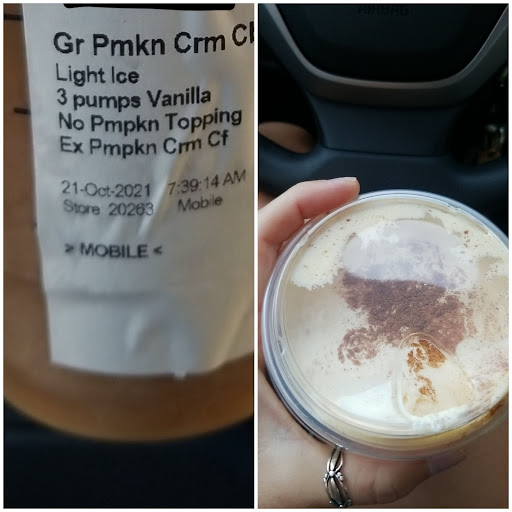 Gr Pmkn Crm
Light Ice
3 pumps Vanilla
No Pmpkn Topping
Ex Pmpkn Crm Cf
21-Oct-2021 7:39:14 AM
Store 20263 Mobile
> MOBILE <
AIRBAG